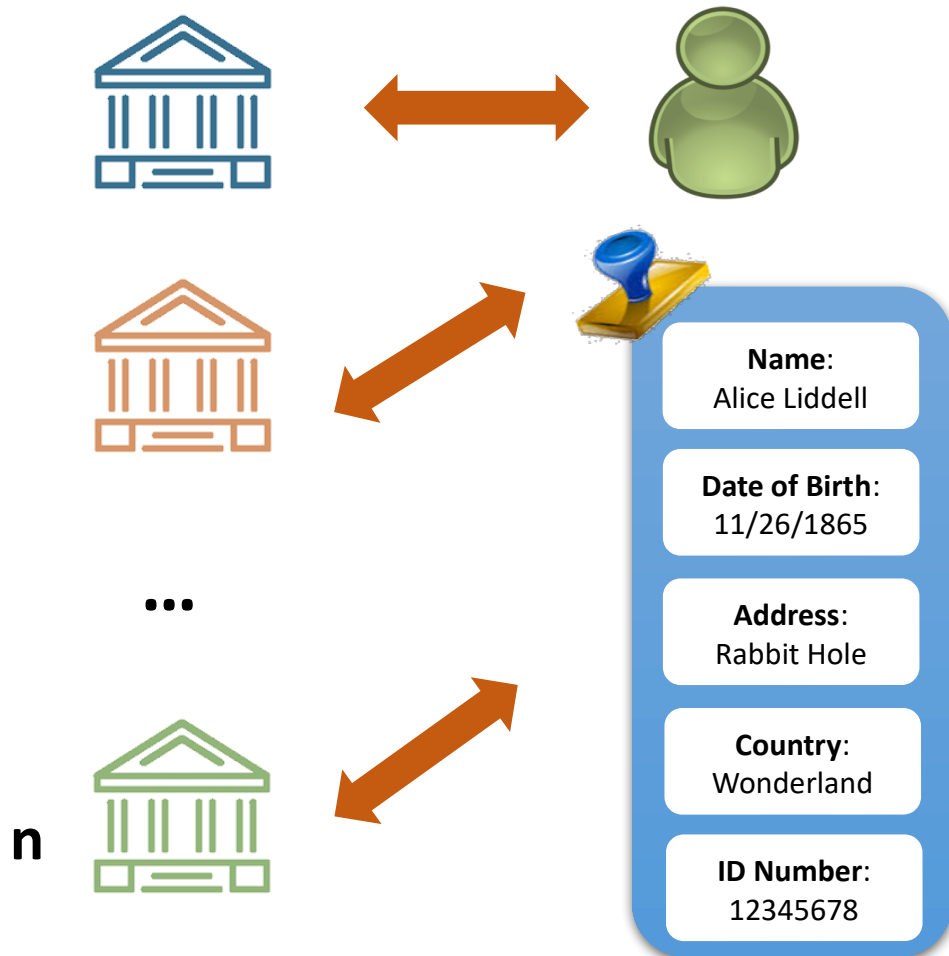 Name:
Alice Liddell
Date of Birth:
11/26/1865
...
Address:
Rabbit Hole
Country:
Wonderland
n
ID Number:
12345678